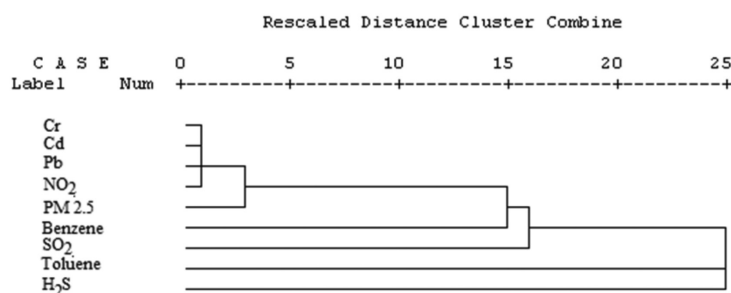 Rescaled Distance Cluster Combine
C A S E 0 5 10 15 20 25
Label Num +---------+---------+---------+---------+---------+
Cr
Cd
Pb
NO2
PM 2.5
Benzene
SO2
Toluene
H2S